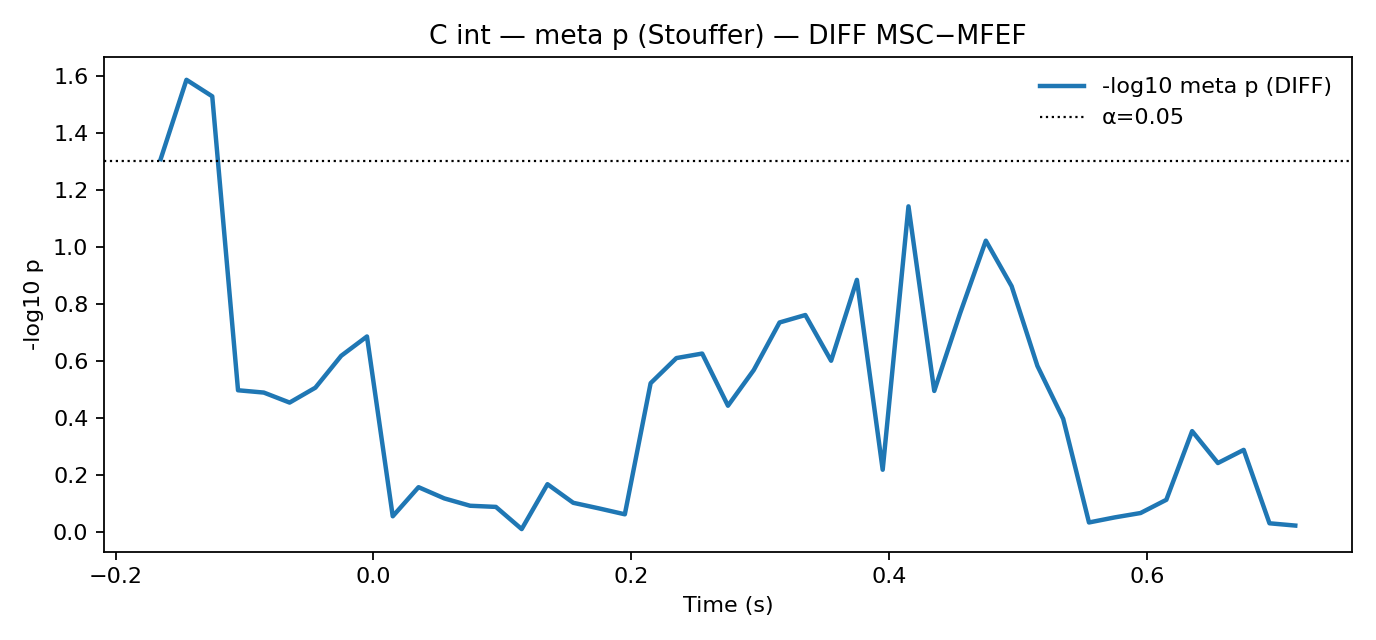 C int — meta p (Stouffer) — DIFF MSC−MFEF
-log10 meta p (DIFF)
α=0.05
-log10 p
1.6
1.4
1.2
1.0
0.8
0.6
0.4
0.2
0.0
−0.2
0.0
0.2
0.4
0.6
Time (s)